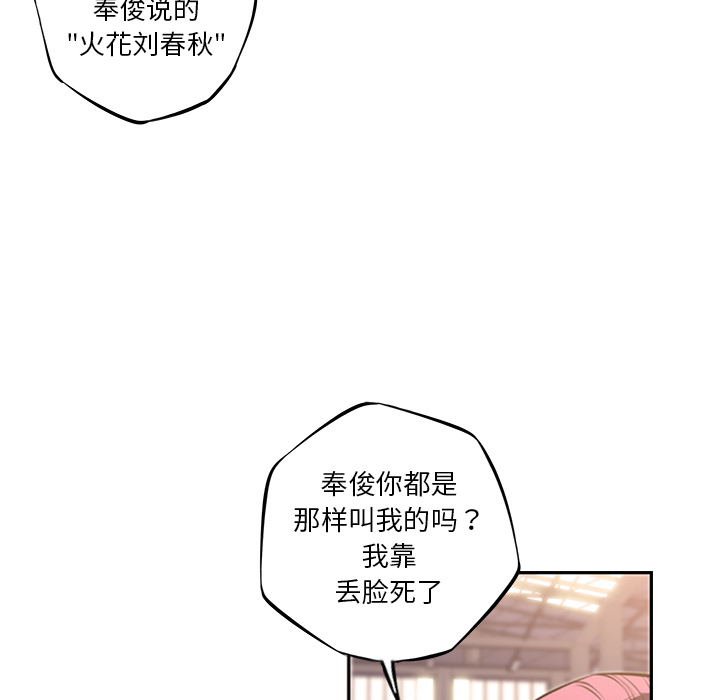 奉俊说的
"火花刘春秋"
奉俊你都是
那样叫我的吗？
我靠
丢脸死了